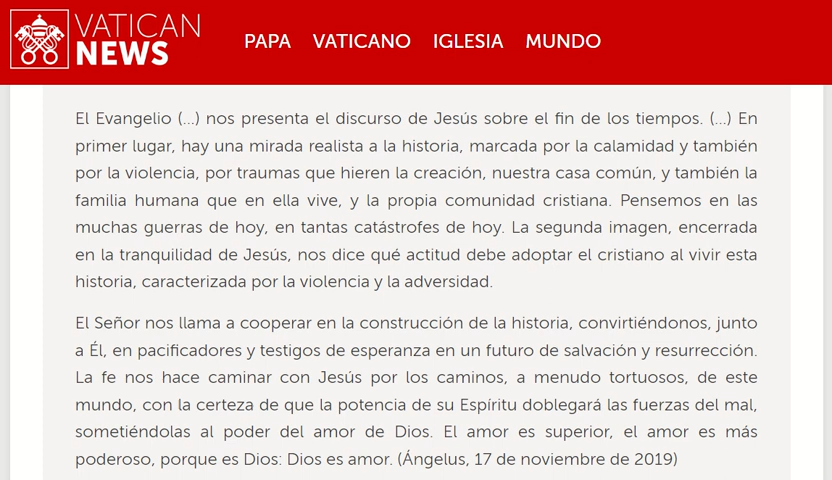 VATICAN
NEWS
PAPA VATICANO IGLESIA MUNDO
El Evangelio (...) nos presenta el discurso de Jesús sobre el fin de los tiempos. (...) En
primer lugar, hay una mirada realista a la historia, marcada por la calamidad y también
por la violencia, por traumas que hieren la creación, nuestra casa común, y también la
familia humana que en ella vive, y la propia comunidad cristiana. Pensemos en las
muchas guerras de hoy, en tantas catástrofes de hoy. La segunda imagen, encerrada
en la tranquilidad de Jesús, nos dice qué actitud debe adoptar el cristiano al vivir esta
historia, caracterizada por la violencia y la adversidad.
El Señor nos llama a cooperar en la construcción de la historia, convirtiéndonos, junto
a Él, en pacificadores y testigos de esperanza en un futuro de salvación y resurrección.
La fe nos hace caminar con Jesús por los caminos, a menudo tortuosos, de este
mundo, con la certeza de que la potencia de su Espíritu doblegará las fuerzas del mal,
sometiéndolas al poder del amor de Dios. El amor es superior, el amor es más
poderoso, porque es Dios: Dios es amor. (Ángelus, 17 de noviembre de 2019)